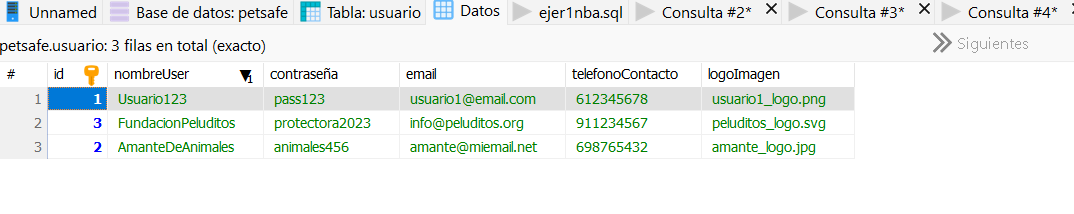 Unnamed Base de datos: petsafe Tabla: usuario Datos ejer1nba.sql Consulta #2* Consulta #3* Consulta #4*
petsafe.usuario: 3 filas en total (exacto) Siguientes
# id nombreUser 1 contraseña email telefonoContacto logoImagen
1 1 Usuario123 pass123 usuario1@email.com 612345678 usuario1_logo.png
2 3 FundacionPeluditos protectora2023 info@peluditos.org 911234567 peluditos_logo.svg
3 2 AmanteDeAnimales animales456 amante@miemail.net 698765432 amante_logo.jpg